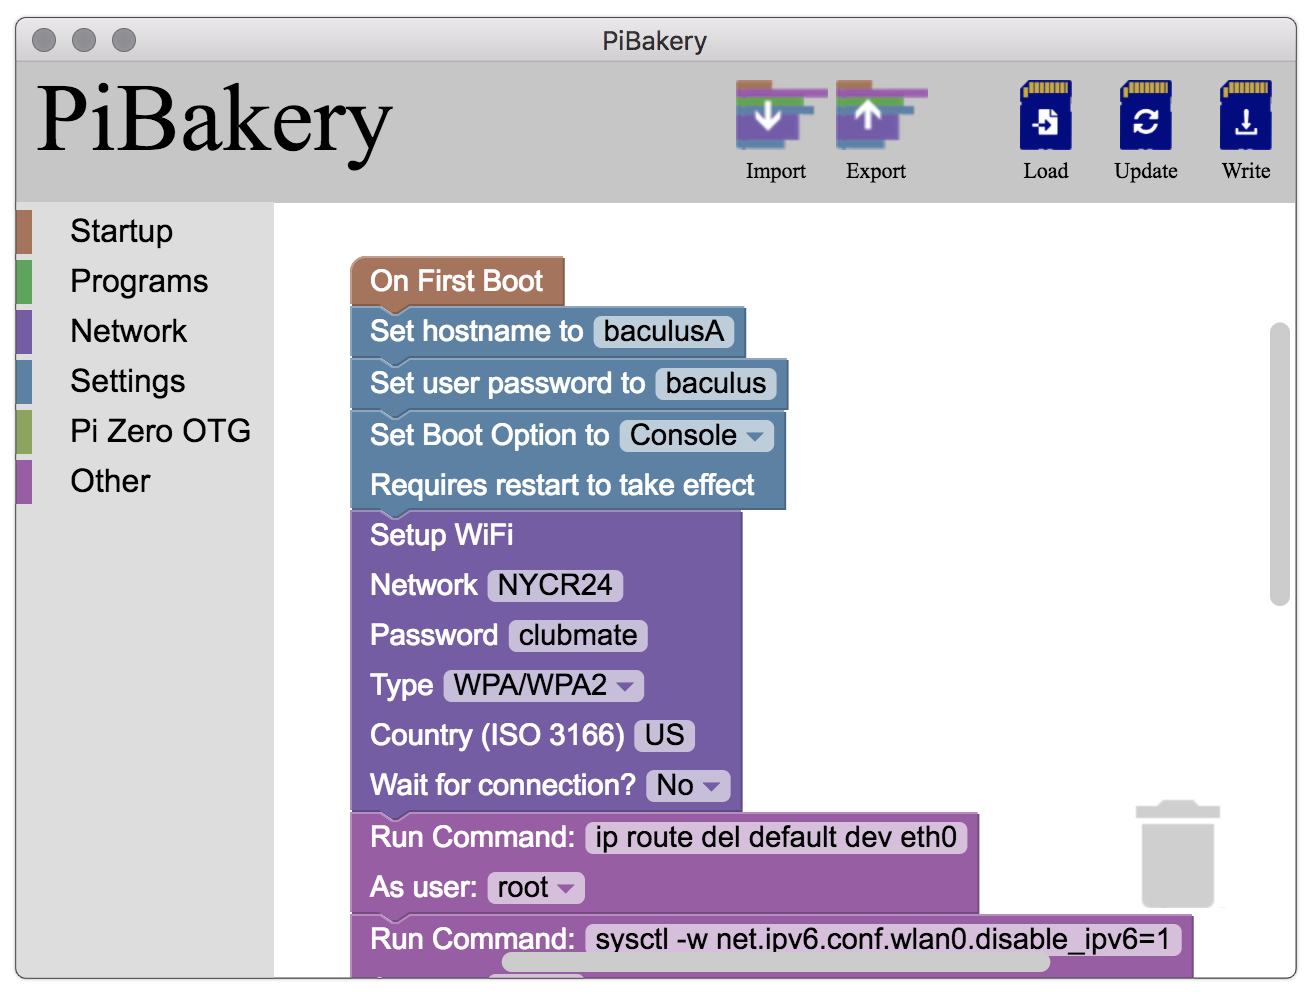 PiBakery
PiBakery
Import
Export
Load
Update
Write
Startup
Programs
Network
Settings
Pi Zero OTG
Other
On First Boot
Set hostname to baculusA
Set user password to baculus
Set Boot Option to Console
Requires restart to take effect
Setup WiFi
Network NYCR24
Password clubmate
Type WPA/WPA2
Country (ISO 3166) US
Wait for connection? No
Run Command: ip route del default dev eth0
As user: root
Run Command: sysctl -w net.ipv6.conf.wlan0.disable_ipv6=1